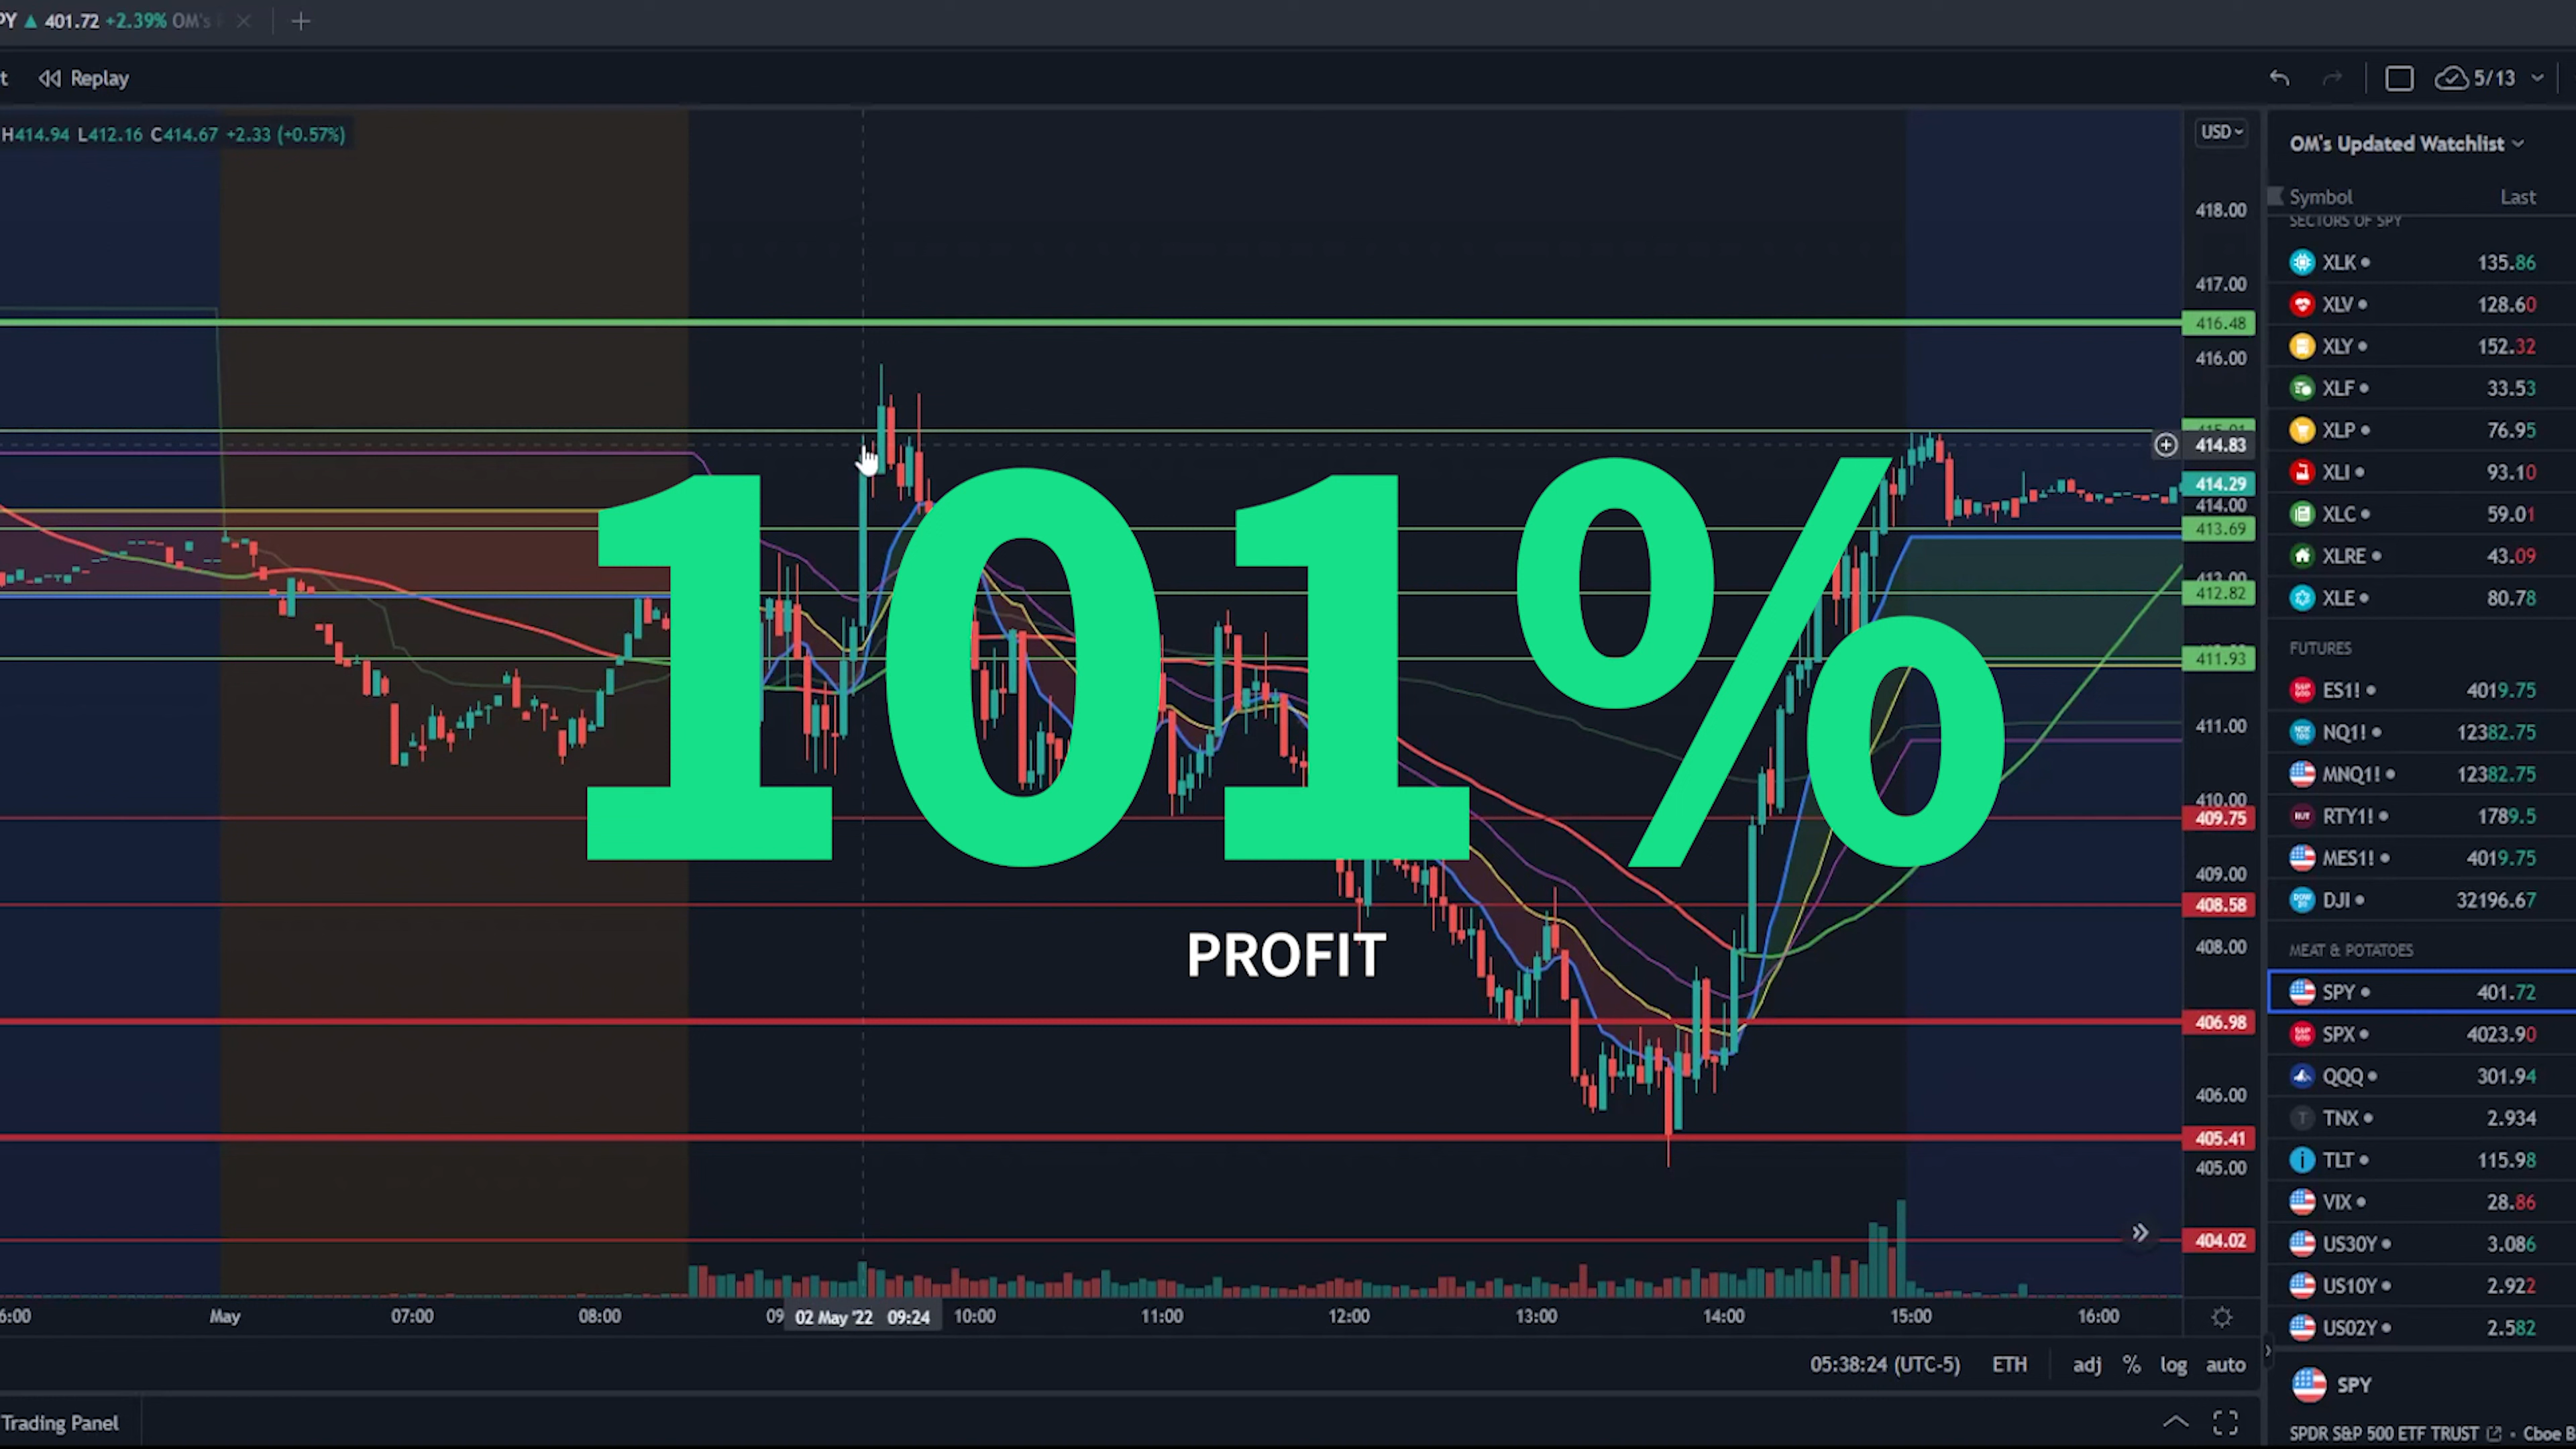 401.72 +2.39% OM's
Replay
5/13
H414.94 L412.16 C414.67 +2.33 (+0.57%)
USD
418.00
417.00
416.48
416.00
414.83
414.29
414.00
413.69
412.82
411.93
411.00
410.00
409.75
409.00
408.58
408.00
406.98
406.00
405.41
405.00
404.02
101%
PROFIT
May
07:00
08:00
02 May '22 09:24
10:00
11:00
12:00
13:00
14:00
15:00
16:00
05:38:24 (UTC-5) ETH adj % log auto
Trading Panel
OM's Updated Watchlist
Symbol Last
SECTORS OF SPY
XLK 135.86
XLV 128.60
XLY 152.32
XLF 33.53
XLP 76.95
XLI 93.10
XLC 59.01
XLRE 43.09
XLE 80.78
FUTURES
ES1! 4019.75
NQ1! 12382.75
MNQ1! 12382.75
RTY1! 1789.5
MES1! 4019.75
DJI 32196.67
MEAT & POTATOES
SPY 401.72
SPX 4023.90
QQQ 301.94
TNX 2.934
TLT 115.98
VIX 28.86
US30Y 3.086
US10Y 2.922
US02Y 2.582
SPY
SPDR S&P 500 ETF TRUST • Cboe B